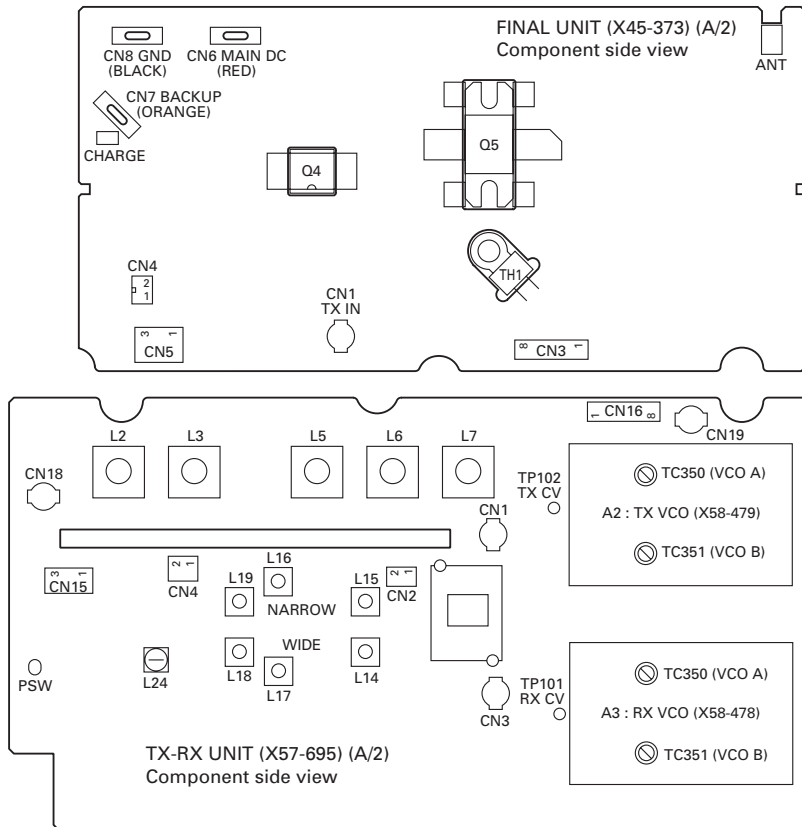 FINAL UNIT (X45-373) (A/2)
Component side view
CN8 GND
(BLACK)
CN6 MAIN DC
(RED)
ANT
CN7 BACKUP
(ORANGE)
CHARGE
Q4
Q5
TH1
CN4
2
1
CN1
TX IN
3 1
CN5
8 CN3 1
1 CN16 8
CN19
L2
L3
L5
L6
L7
CN18
TP102
TX CV
TC350 (VCO A)
A2 : TX VCO (X58-479)
TC351 (VCO B)
CN1
3 1
CN15
2 1
CN4
L16
L19
L15
2 1
CN2
NARROW
WIDE
L18
L17
L14
PSW
L24
CN3
TP101
RX CV
TC350 (VCO A)
A3 : RX VCO (X58-478)
TC351 (VCO B)
TX-RX UNIT (X57-695) (A/2)
Component side view